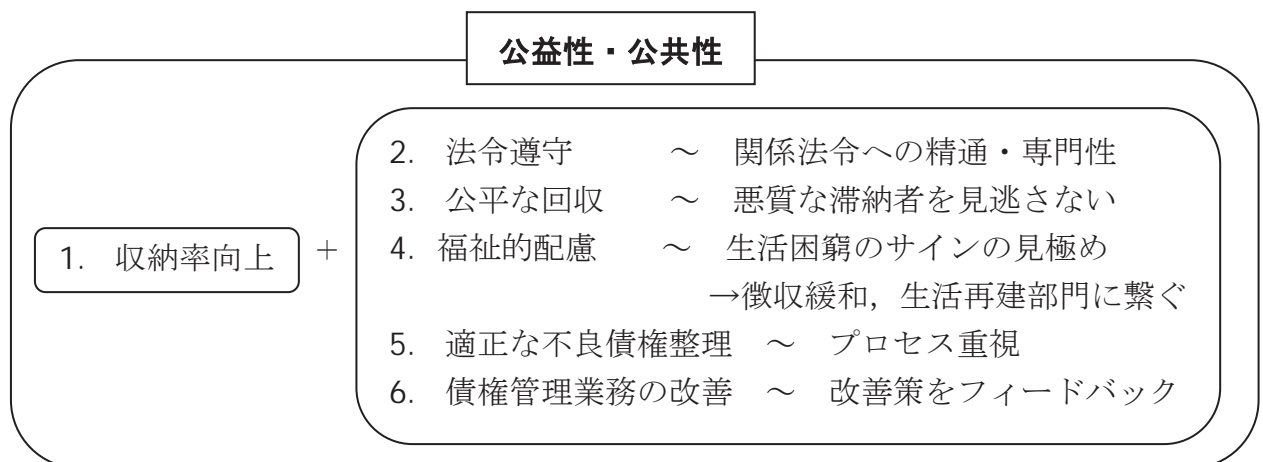 公益性・公共性
1. 収納率向上
+
2. 法令遵守 ～ 関係法令への精通・専門性
3. 公平な回収 ～ 悪質な滞納者を見逃さない
4. 福祉的配慮 ～ 生活困窮のサインの見極め
→徴収緩和，生活再建部門に繋ぐ
5. 適正な不良債権整理 ～ プロセス重視
6. 債権管理業務の改善 ～ 改善策をフィードバック